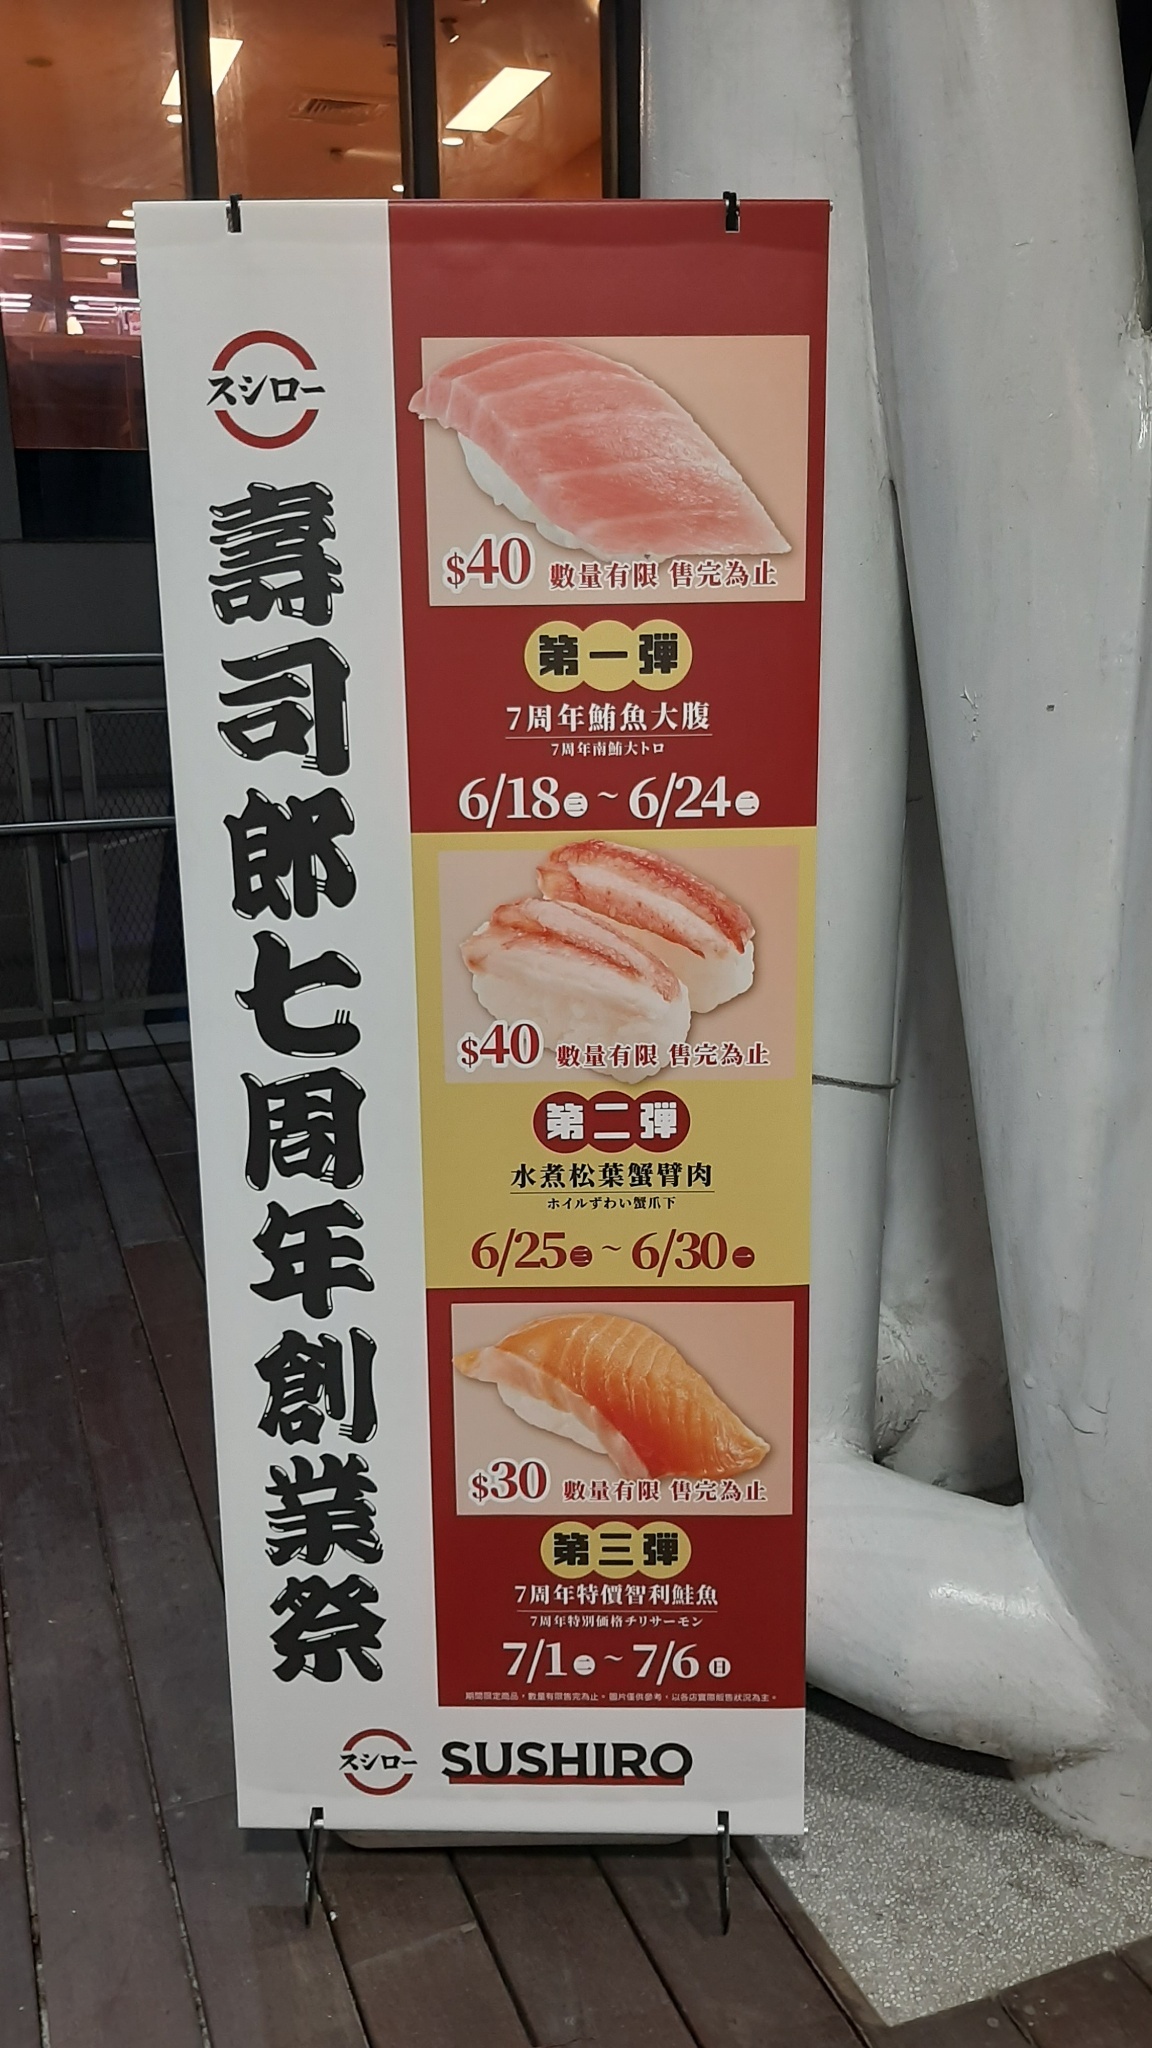 スシロー
壽司郎七周年創業祭
$40 數量有限 售完為止
第一彈
7周年鮪魚大腹
7周年南鮪大トロ
6/18㊂~6/24㊁
$40 數量有限 售完為止
第二彈
水煮松葉蟹臂肉
ボイルずわい蟹爪下
6/25㊂~6/30㊀
$30 數量有限 售完為止
第三彈
7周年特價智利鮭魚
7周年特別価格チリサーモン
7/1㊁~7/6㊐
期間限定商品，數量有限售完為止。圖片僅供參考，以各店實際販售狀況為主。
スシロー SUSHIRO